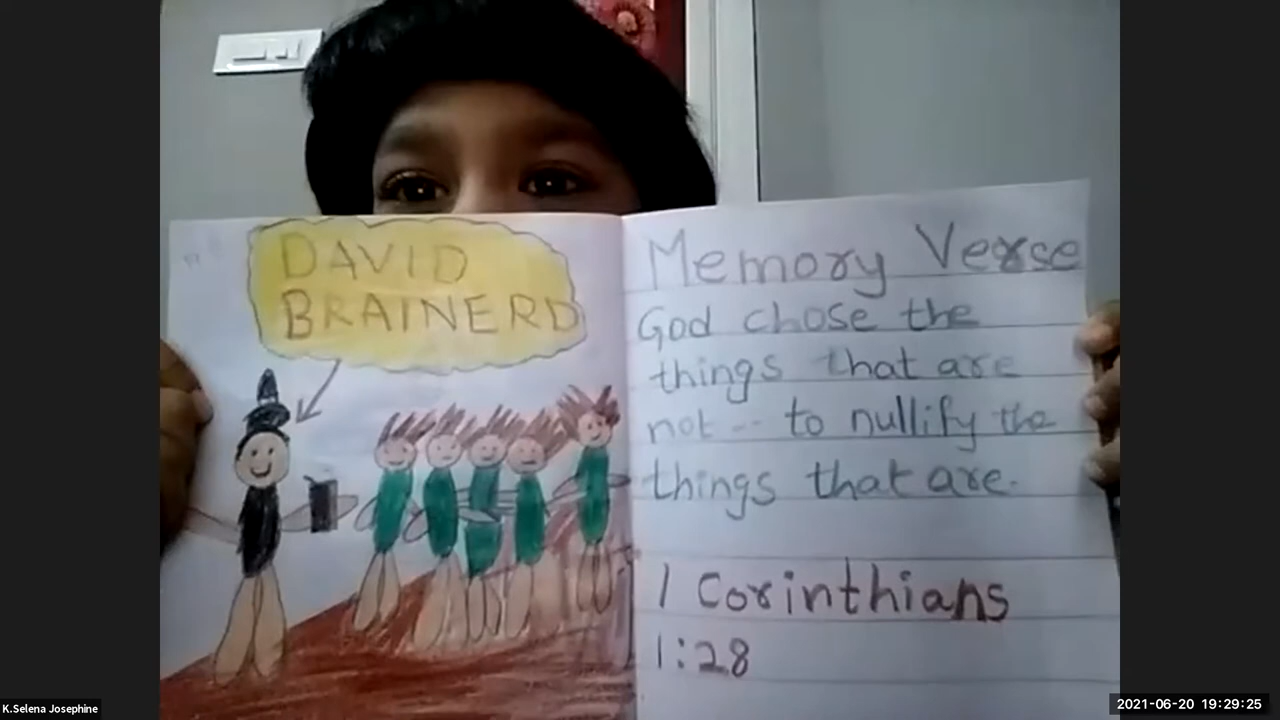 DAVID
BRAINERD
Memory Verse
God chose the
things that are
not -- to nullify the
things that are.
1 Corinthians
1:28
K.Selena Josephine
2021-06-20 19:29:25